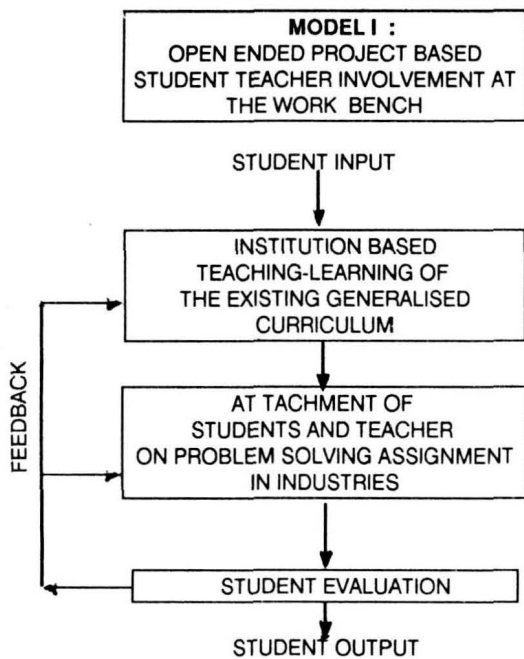 MODEL I :
OPEN ENDED PROJECT BASED
STUDENT TEACHER INVOLVEMENT AT
THE WORK BENCH
STUDENT INPUT
INSTITUTION BASED
TEACHING-LEARNING OF
THE EXISTING GENERALISED
CURRICULUM
AT TACHMENT OF
STUDENTS AND TEACHER
ON PROBLEM SOLVING ASSIGNMENT
IN INDUSTRIES
FEEDBACK
STUDENT EVALUATION
STUDENT OUTPUT